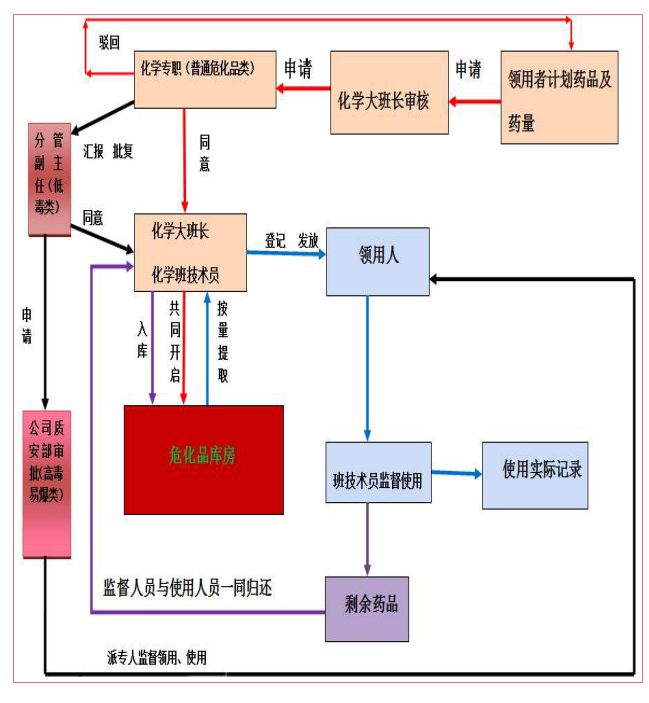 驳回
化学专职（普通危化品类）
申请
化学大班长审核
申请
领用者计划药品及
药量
分管
副主
任（低
毒类）
汇报 批复
同
意
同意
化学大班长
化学班技术员
登记 发放
领用人
申
请
入
库
共
同
开
启
按
量
提
取
公司质
安部审
批（高毒
易爆类）
危化品库房
班技术员监督使用
使用实际记录
监督人员与使用人员一同归还
剩余药品
派专人监督领用、使用